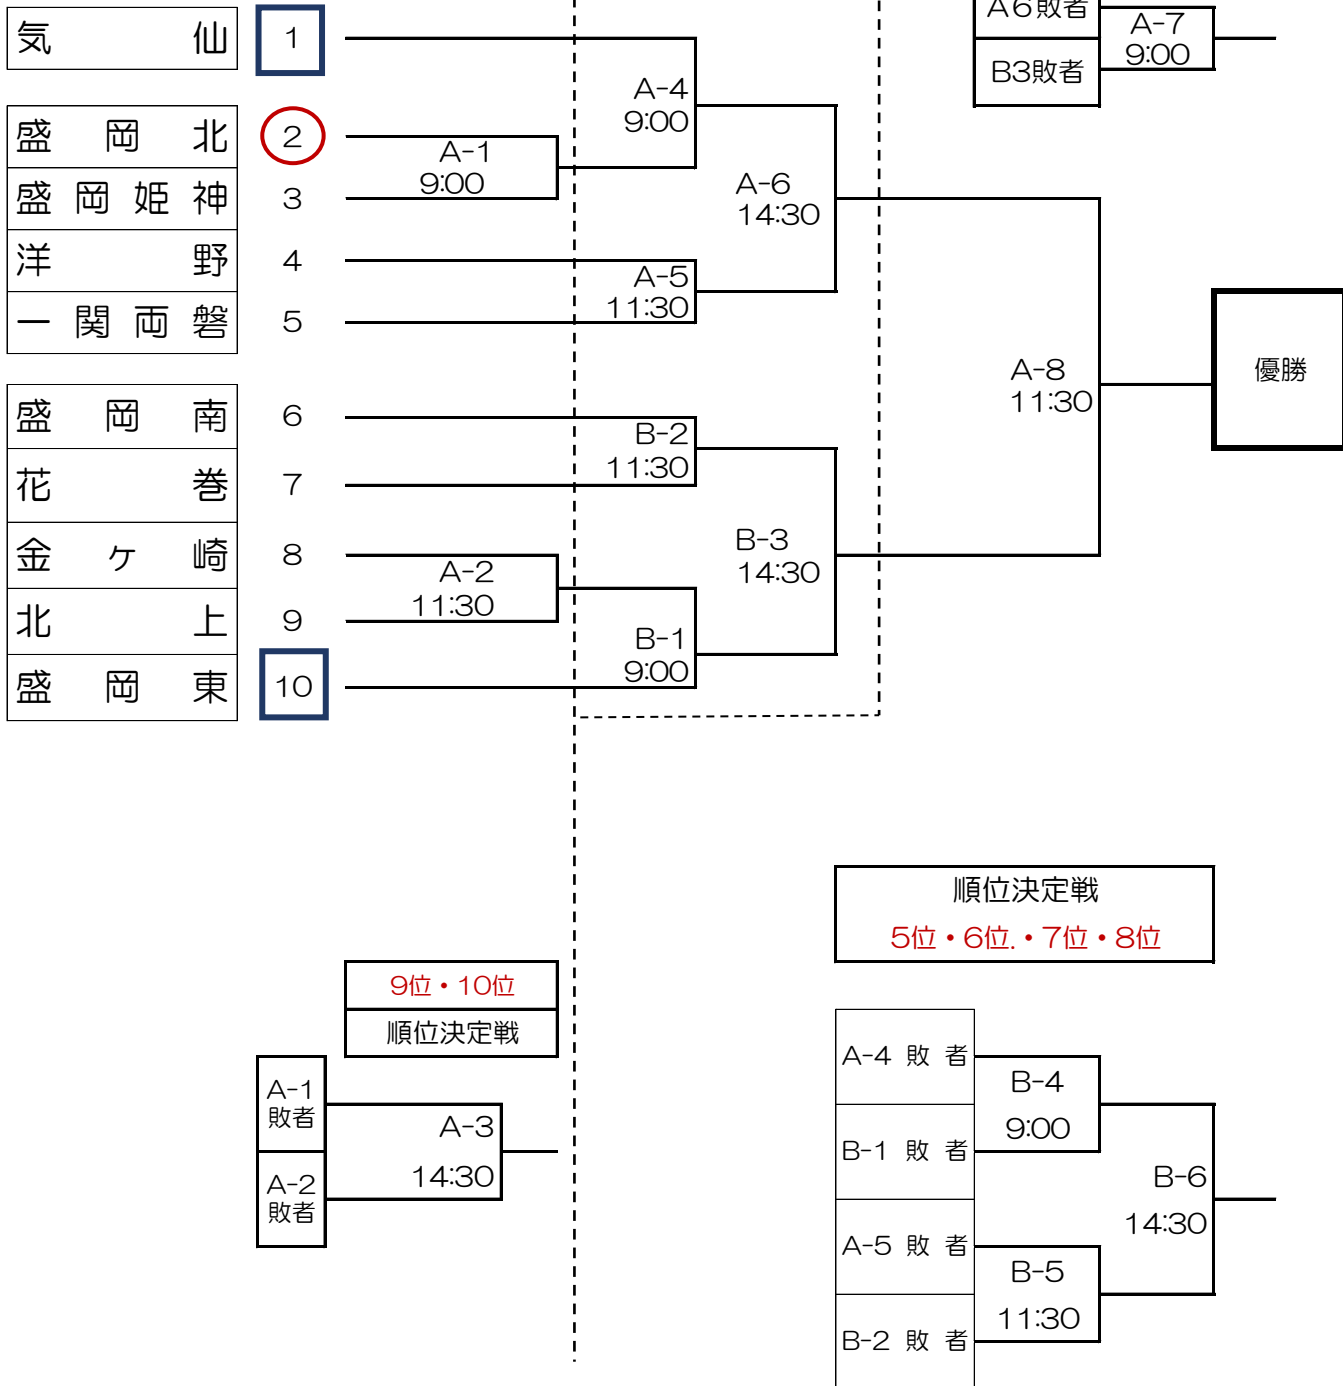 気仙 1
A-4
9:00
A6敗者
B3敗者
A-7
9:00
盛岡北 2
盛岡姫神 3
A-1
9:00
洋野 4
一関両磐 5
A-5
11:30
A-6
14:30
盛岡南 6
花巻 7
B-2
11:30
金ヶ崎 8
北上 9
A-2
11:30
盛岡東 10
B-1
9:00
B-3
14:30
A-8
11:30
優勝
9位・10位
順位決定戦
A-1
敗者
A-2
敗者
A-3
14:30
順位決定戦
5位・6位.・7位・8位
A-4 敗者
B-1 敗者
A-5 敗者
B-2 敗者
B-4
9:00
B-5
11:30
B-6
14:30